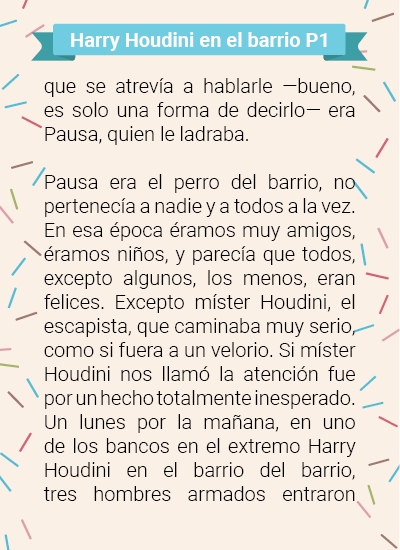 Harry Houdini en el barrio P1
que se atrevía a hablarle —bueno,
es solo una forma de decirlo— era
Pausa, quien le ladraba.
Pausa era el perro del barrio, no
pertenecía a nadie y a todos a la vez.
En esa época éramos muy amigos,
éramos niños, y parecía que todos,
excepto algunos, los menos, eran
felices. Excepto míster Houdini, el
escapista, que caminaba muy serio,
como si fuera a un velorio. Si míster
Houdini nos llamó la atención fue
por un hecho totalmente inesperado.
Un lunes por la mañana, en uno
de los bancos en el extremo Harry
Houdini en el barrio del barrio,
tres hombres armados entraron